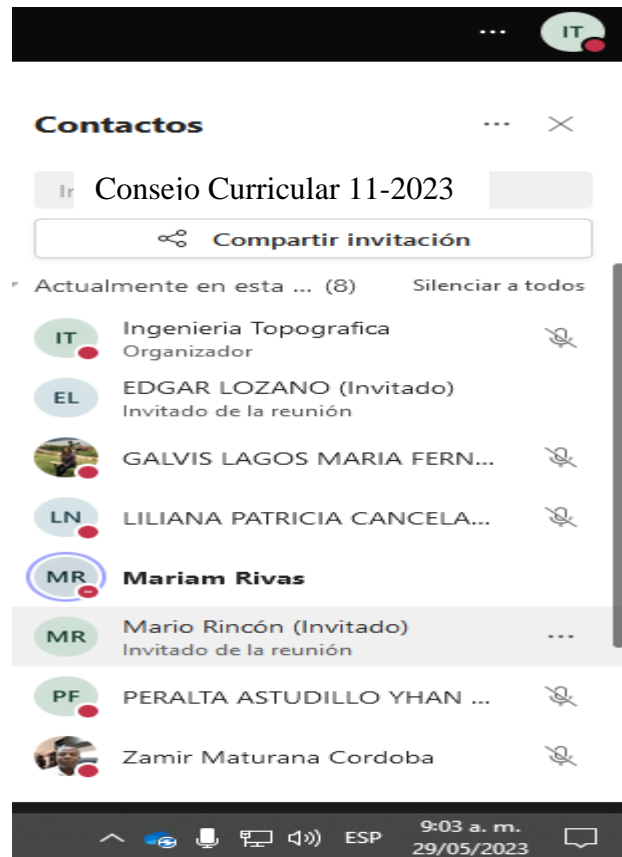 IT
Contactos
Ir
Consejo Curricular 11-2023
Compartir invitación
Actualmente en esta ... (8) Silenciar a todos
IT Ingenieria Topografica
Organizador
EL EDGAR LOZANO (Invitado)
Invitado de la reunión
GALVIS LAGOS MARIA FERN...
LN LILIANA PATRICIA CANCELA...
MR Mariam Rivas
MR Mario Rincón (Invitado)
Invitado de la reunión
PF PERALTA ASTUDILLO YHAN ...
Zamir Maturana Cordoba
ESP 9:03 a. m.
29/05/2023